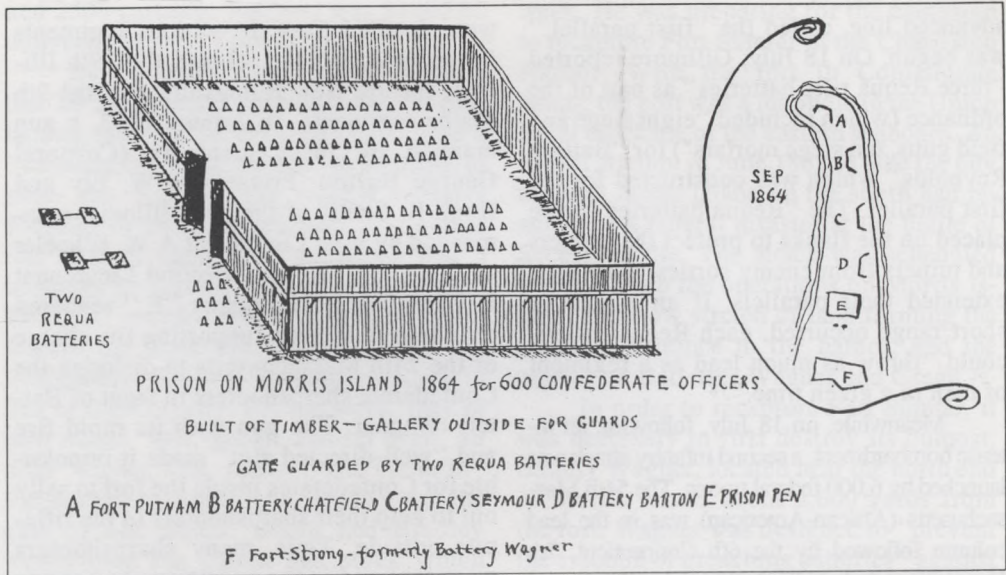 SEP
1864
A
B
C
D
E
F
TWO
REQUA
BATTERIES
PRISON ON MORRIS ISLAND 1864 for 600 CONFEDERATE OFFICERS
BUILT OF TIMBER—GALLERY OUTSIDE FOR GUARDS
GATE GUARDED BY TWO REQUA BATTERIES
A FORT PUTNAM B BATTERY CHATFIELD C BATTERY SEYMOUR D BATTERY BARTON E PRISON PEN
F Fort Strong-formerly Battery Wagner